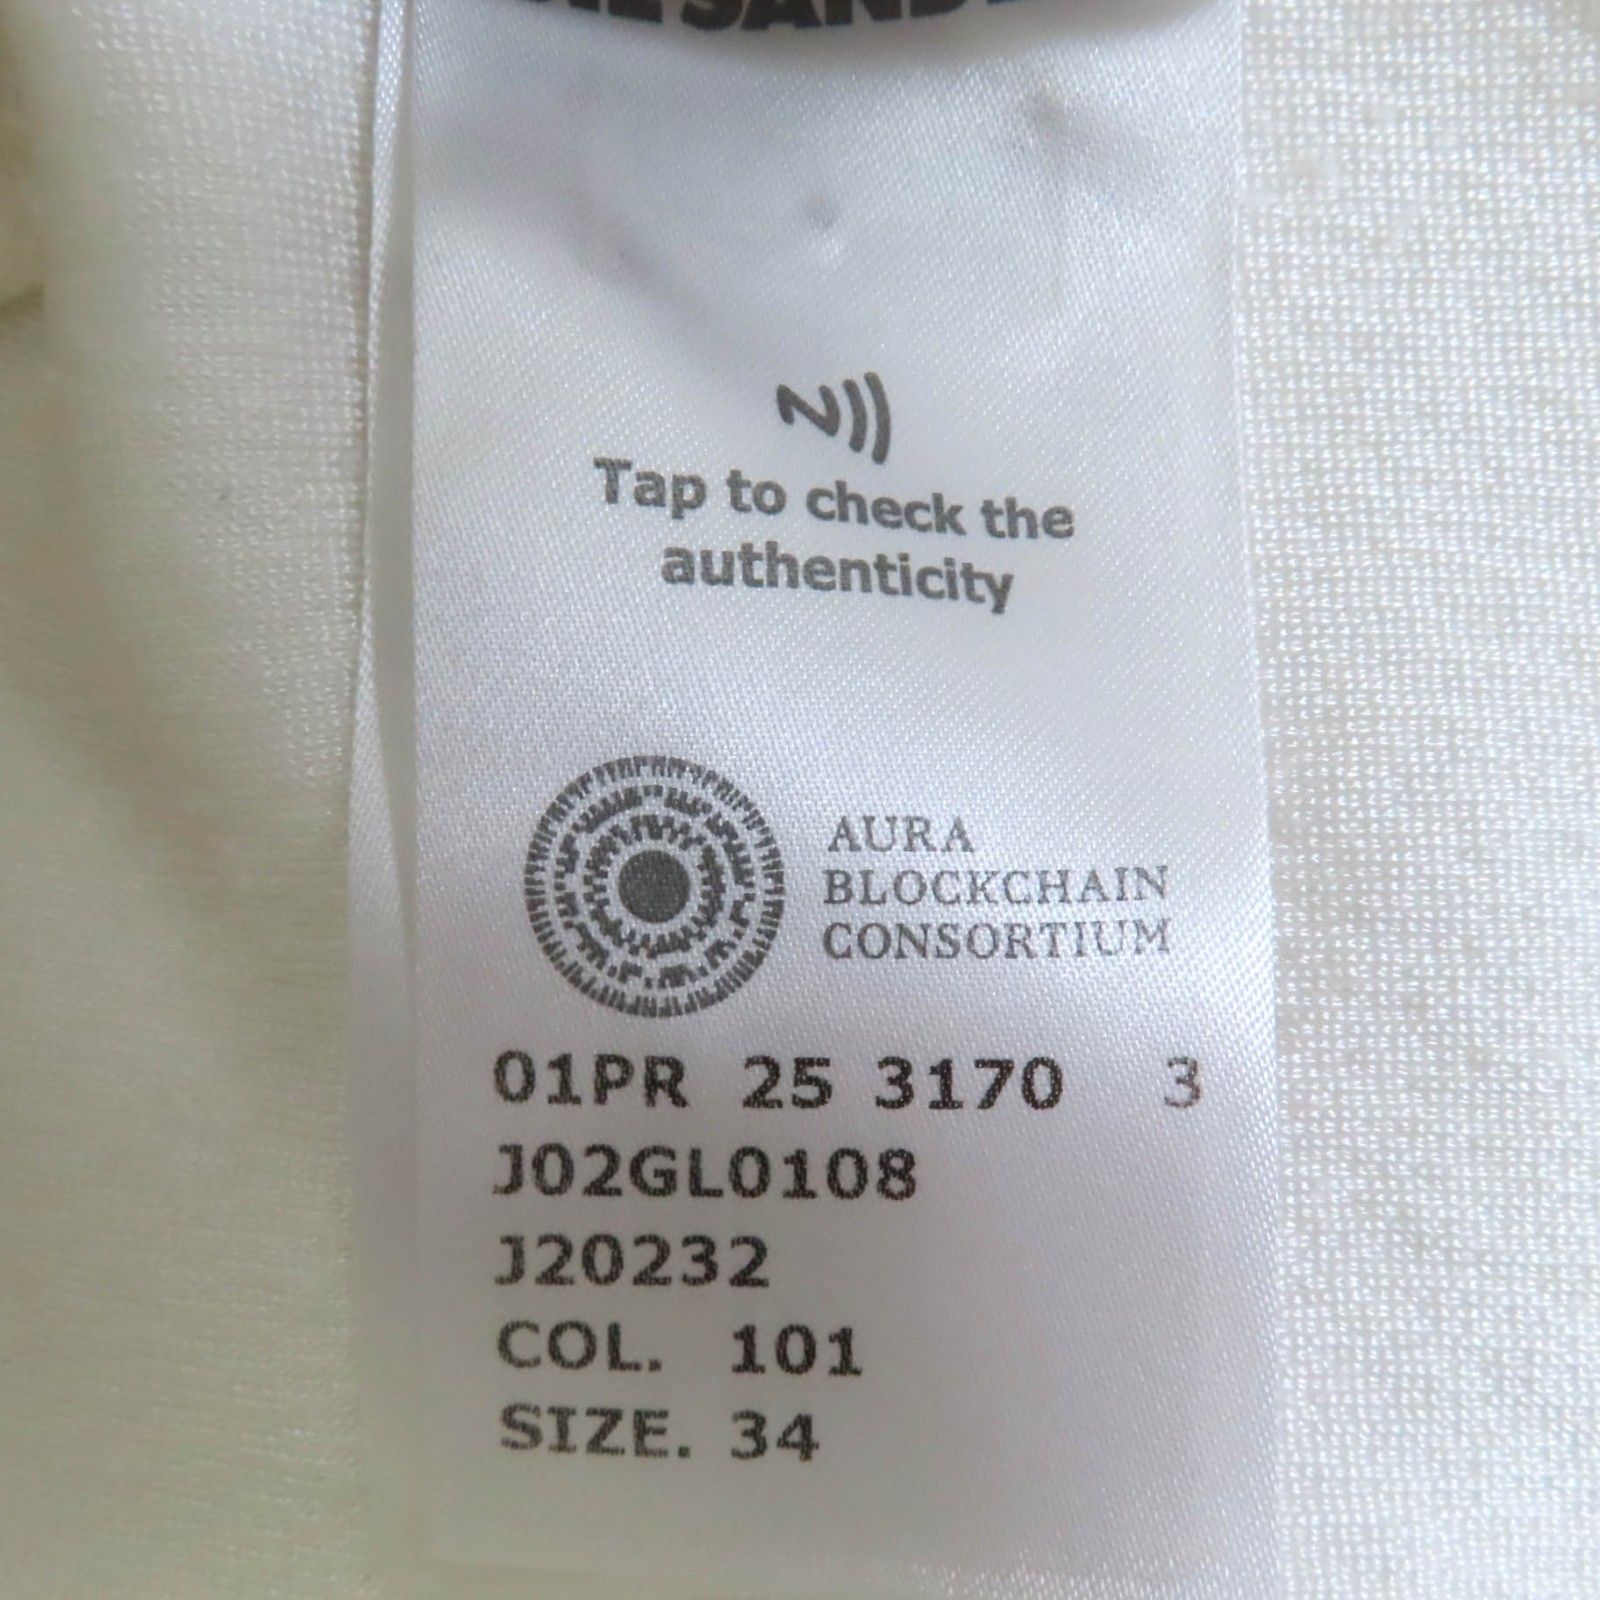 Tap to check the
authenticity
AURA
BLOCKCHAIN
CONSORTIUM
01PR 25 3170 3
J02GL0108
J20232
COL. 101
SIZE. 34